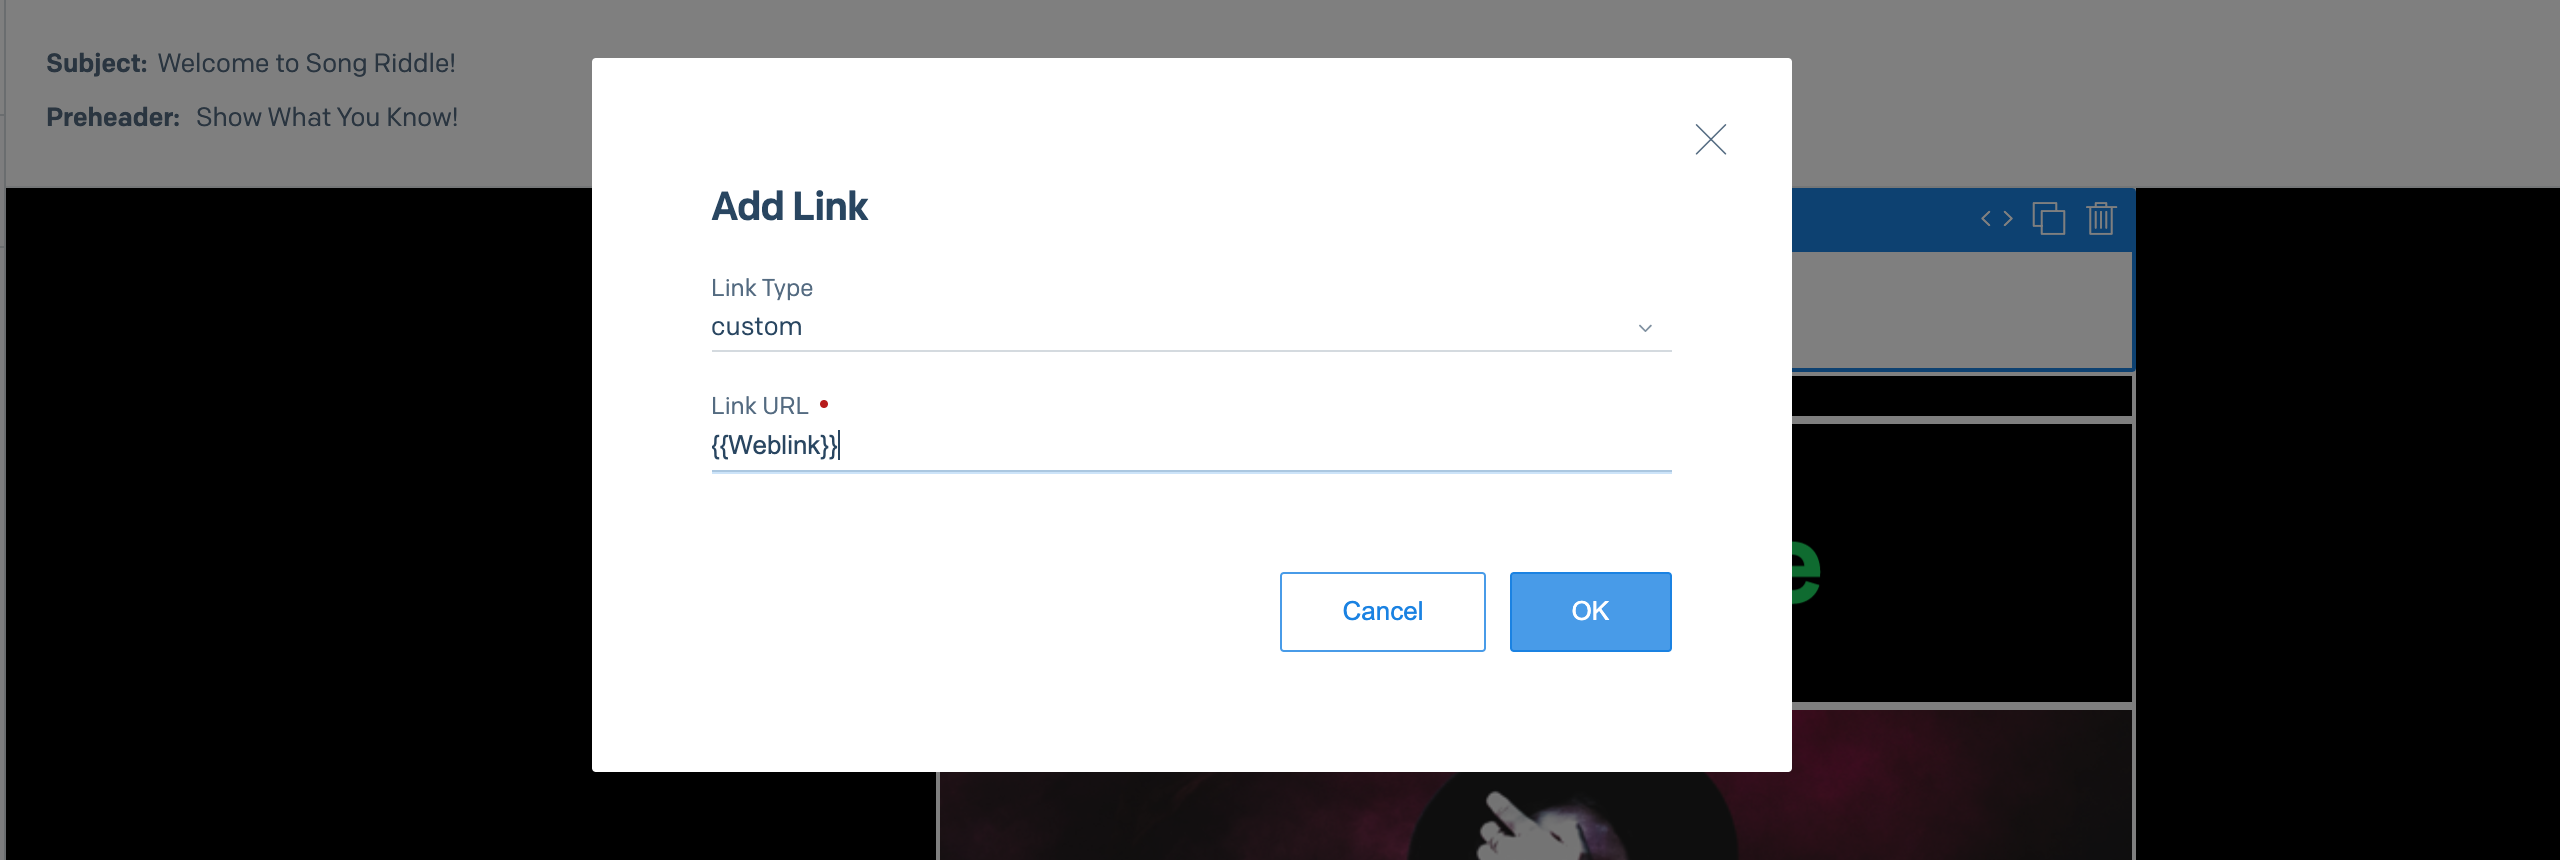 Subject: Welcome to Song Riddle!
Preheader: Show What You Know!
Add Link
Link Type
custom
Link URL
{{Weblink}}
Cancel
OK
e